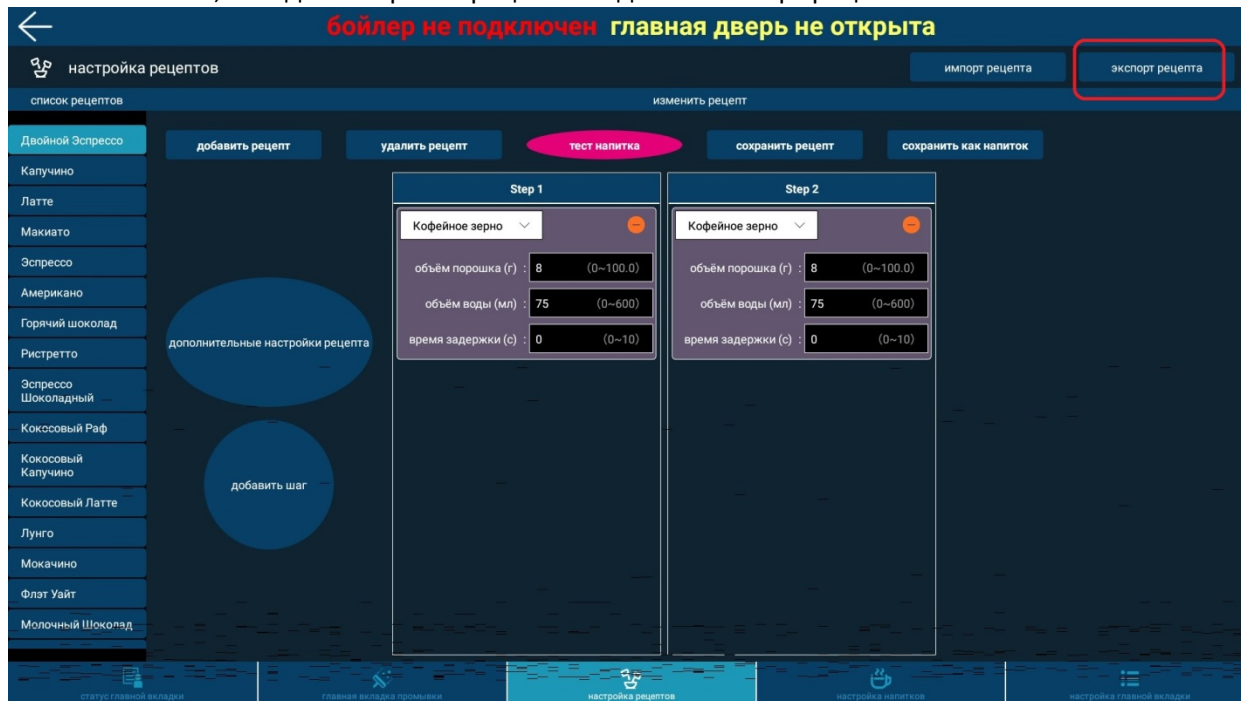 бойлер не подключен главная дверь не открыта
настройка рецептов
импорт рецепта
экспорт рецепта
список рецептов
изменить рецепт
Двойной Эспрессо
Капучино
Латте
Макиато
Эспрессо
Американо
Горячий шоколад
Ристретто
Эспрессо
Шоколадный
Кокосовый Раф
Кокосовый
Капучино
Кокосовый Латте
Лунго
Мокачино
Флэт Уайт
Молочный Шоколад
добавить рецепт
удалить рецепт
тест напитка
сохранить рецепт
сохранить как напиток
дополнительные настройки рецепта
добавить шаг
Step 1
Кофейное зерно
объём порошка (г) : 8 (0~100.0)
объём воды (мл) : 75 (0~600)
время задержки (с) : 0 (0~10)
Step 2
Кофейное зерно
объём порошка (г) : 8 (0~100.0)
объём воды (мл) : 75 (0~600)
время задержки (с) : 0 (0~10)
статус главной вкладки
главная вкладка промывки
настройка рецептов
настройка напитков
настройка главной вкладки